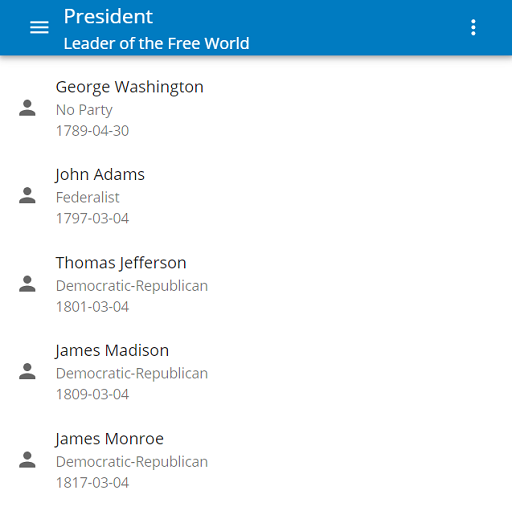 President
Leader of the Free World
George Washington
No Party
1789-04-30
John Adams
Federalist
1797-03-04
Thomas Jefferson
Democratic-Republican
1801-03-04
James Madison
Democratic-Republican
1809-03-04
James Monroe
Democratic-Republican
1817-03-04